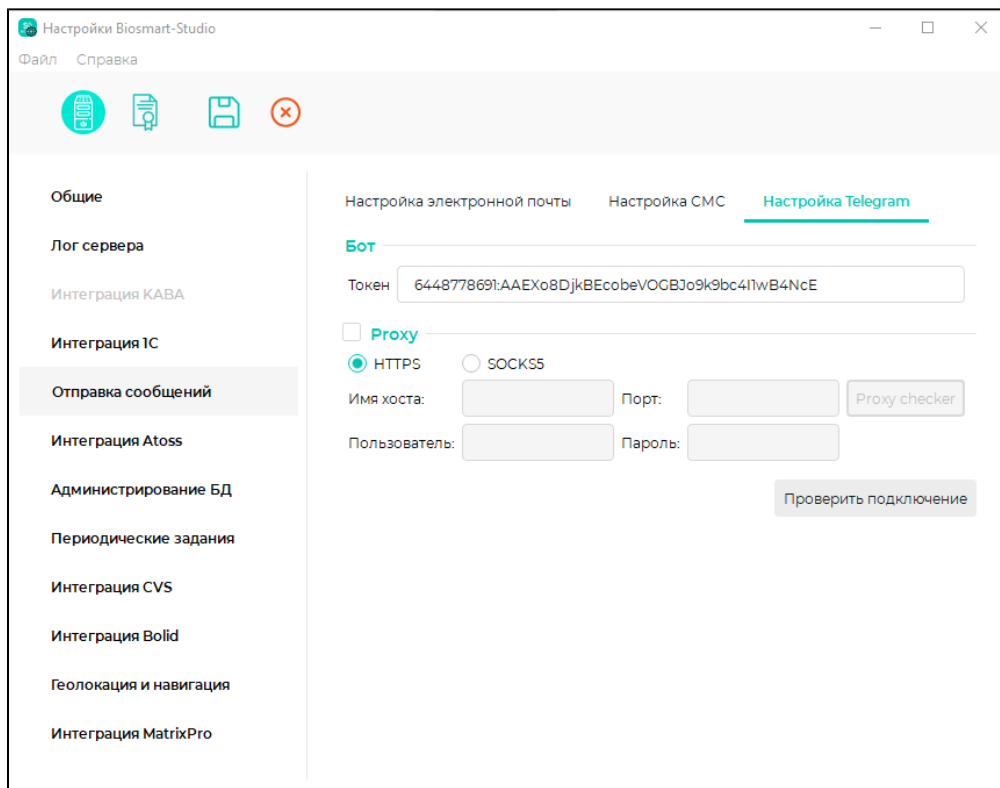 Настройки Biosmart-Studio
Файл Справка
Общие
Лог сервера
Интеграция KABA
Интеграция 1С
Отправка сообщений
Интеграция Atoss
Администрирование БД
Периодические задания
Интеграция CVS
Интеграция Bolid
Геолокация и навигация
Интеграция MatrixPro
Настройка электронной почты Настройка СМС Настройка Telegram
Бот
Токен 6448778691:AAEXo8DjkBEcobeVOGBJo9k9bc4I1wB4NcE
Proxy
HTTPS SOCKS5
Имя хоста: Порт: Proxy checker
Пользователь: Пароль:
Проверить подключение